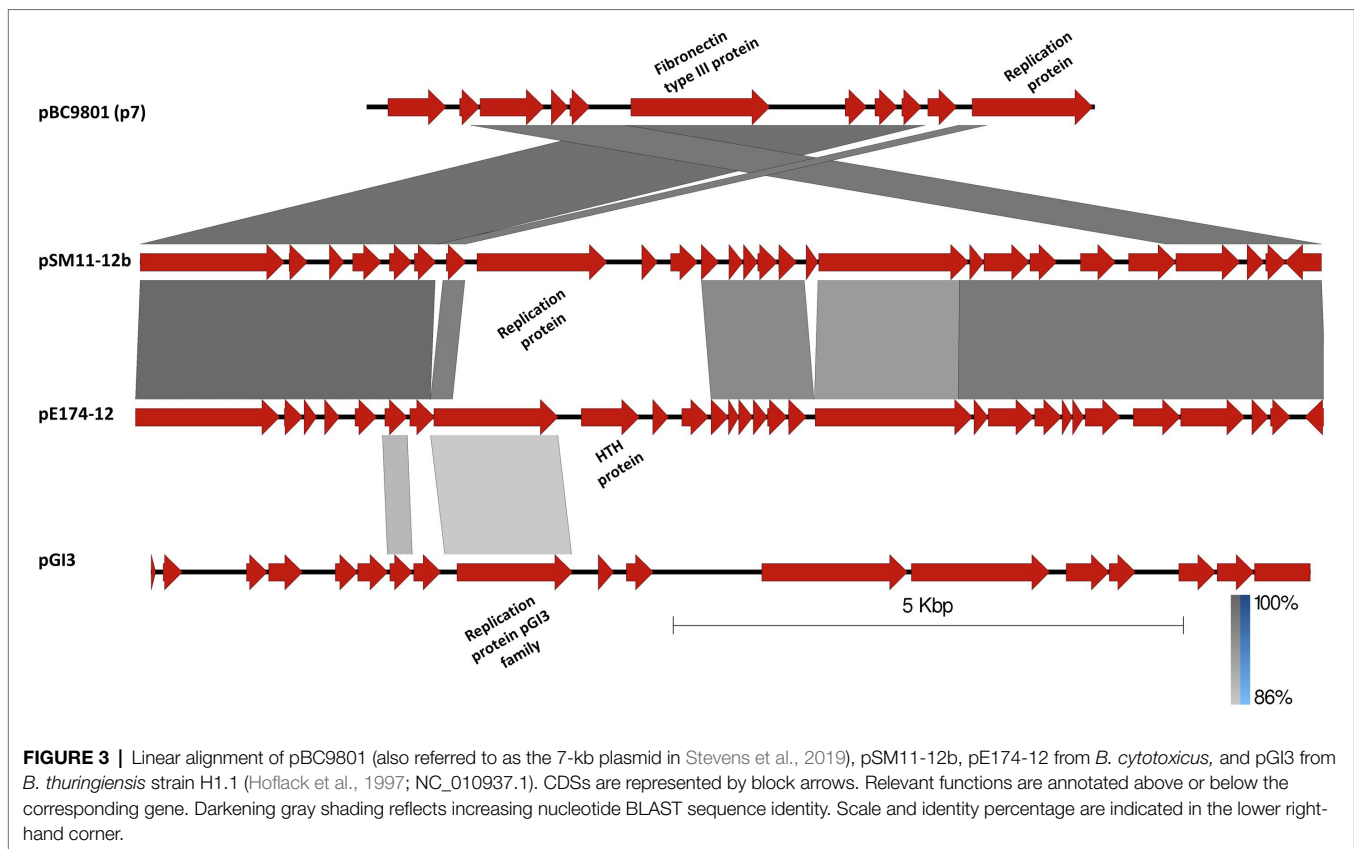 Fibronectin
type III protein
Replication
protein
pBC9801 (p7)
pSM11-12b
Replication
protein
pE174-12
HTH
protein
pGI3
Replication
protein pGI3
family
5 Kbp
100%
86%
FIGURE 3 | Linear alignment of pBC9801 (also referred to as the 7-kb plasmid in Stevens et al., 2019), pSM11-12b, pE174-12 from B. cytotoxicus, and pGI3 from
B. thuringiensis strain H1.1 (Hoflack et al., 1997; NC_010937.1). CDSs are represented by block arrows. Relevant functions are annotated above or below the
corresponding gene. Darkening gray shading reflects increasing nucleotide BLAST sequence identity. Scale and identity percentage are indicated in the lower right-
hand corner.